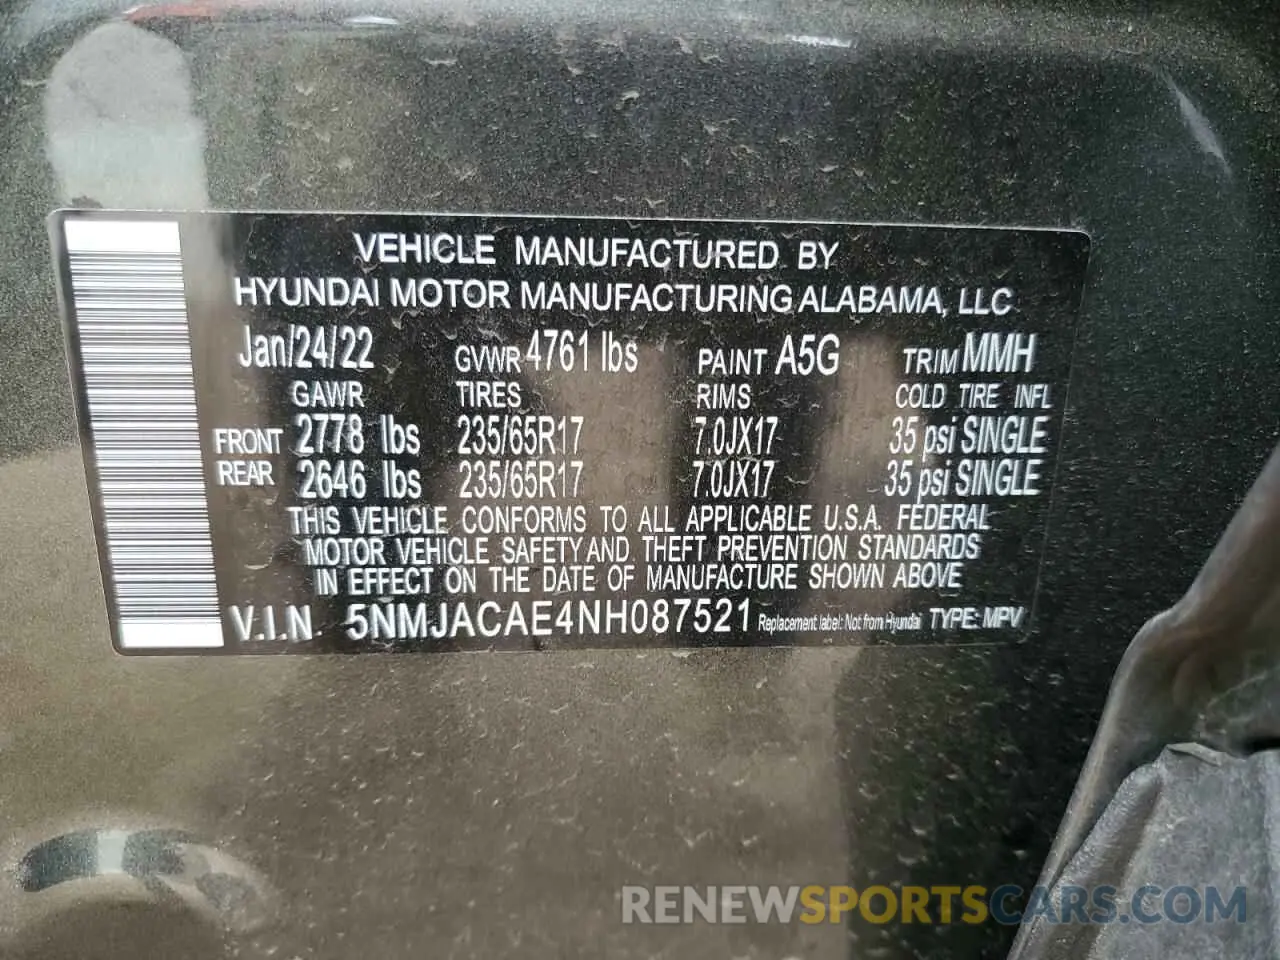 VEHICLE MANUFACTURED BY
HYUNDAI MOTOR MANUFACTURING ALABAMA, LLC
Jan/24/22 GVWR 4761 lbs PAINT A5G TRIM MMH
GAWR TIRES RIMS COLD TIRE INFL
FRONT 2778 lbs 235/65R17 7.0JX17 35 psi SINGLE
REAR 2646 lbs 235/65R17 7.0JX17 35 psi SINGLE
THIS VEHICLE CONFORMS TO ALL APPLICABLE U.S.A. FEDERAL
MOTOR VEHICLE SAFETY AND THEFT PREVENTION STANDARDS
IN EFFECT ON THE DATE OF MANUFACTURE SHOWN ABOVE
V.I.N. 5NMJACAE4NH087521 Replacement label: Not from Hyundai TYPE: MPV
RENEWSPORTSCARS.COM